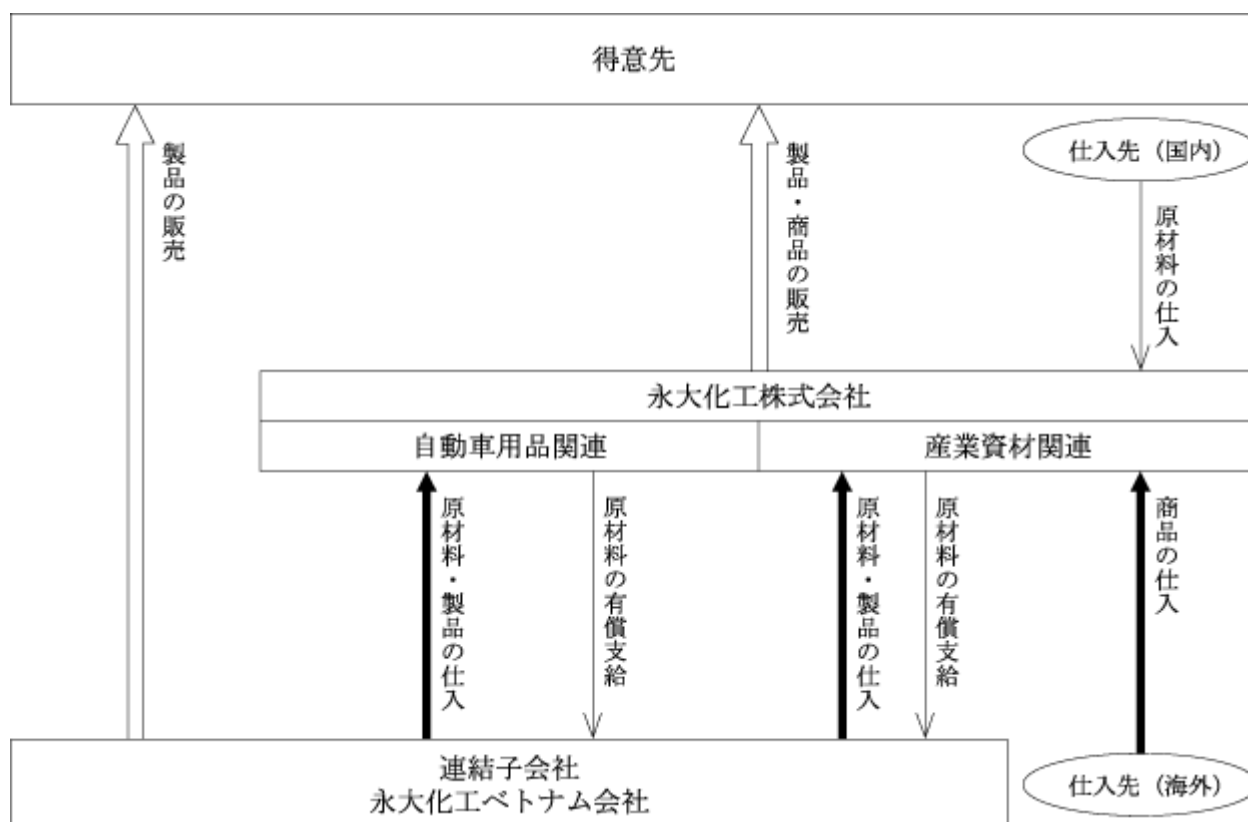 得意先
製品の販売
製品・商品の販売
仕入先（国内）
原材料の仕入
永大化工株式会社
自動車用品関連
産業資材関連
原材料・製品の仕入
原材料の有償支給
原材料・製品の仕入
原材料の有償支給
商品の仕入
連結子会社
永大化工ベトナム会社
仕入先（海外）